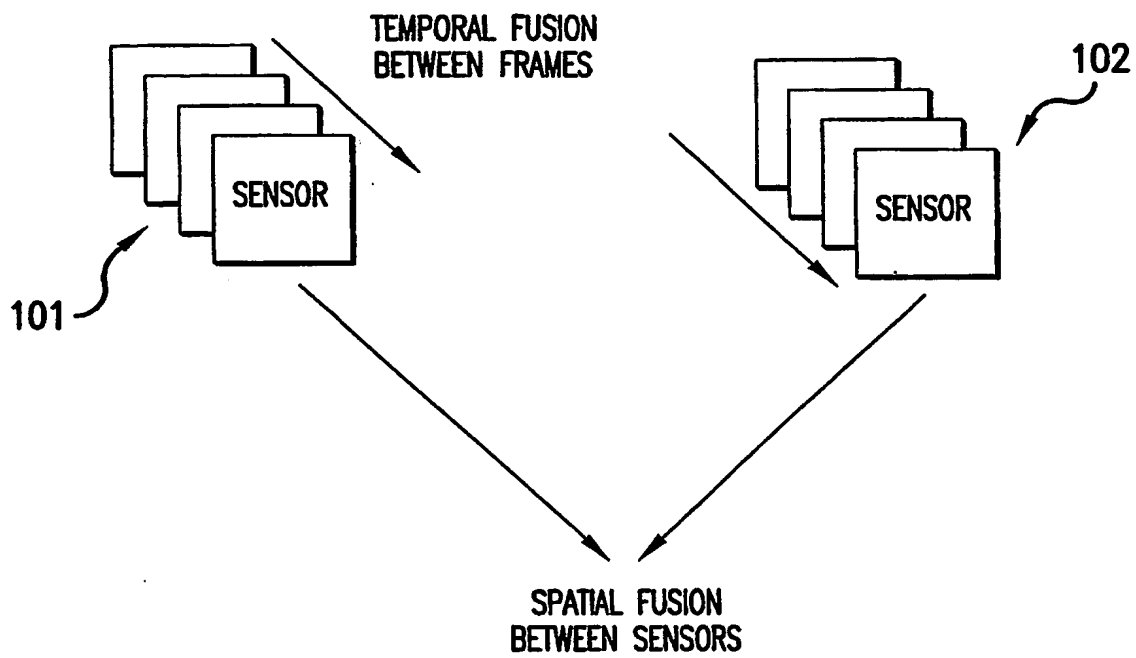 TEMPORAL FUSION
BETWEEN FRAMES
102
SENSOR
SENSOR
101
SPATIAL FUSION
BETWEEN SENSORS